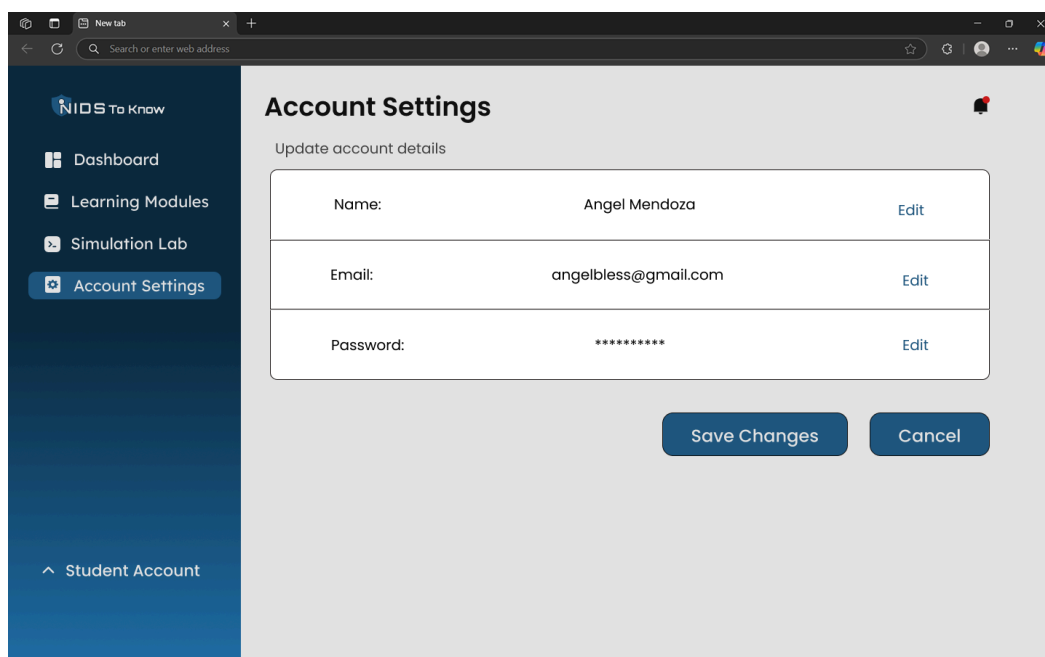 New tab
Search or enter web address
NIDS To Know
Dashboard
Learning Modules
Simulation Lab
Account Settings
Student Account
Account Settings
Update account details
Name: Angel Mendoza Edit
Email: angelbless@gmail.com Edit
Password: ********** Edit
Save Changes Cancel